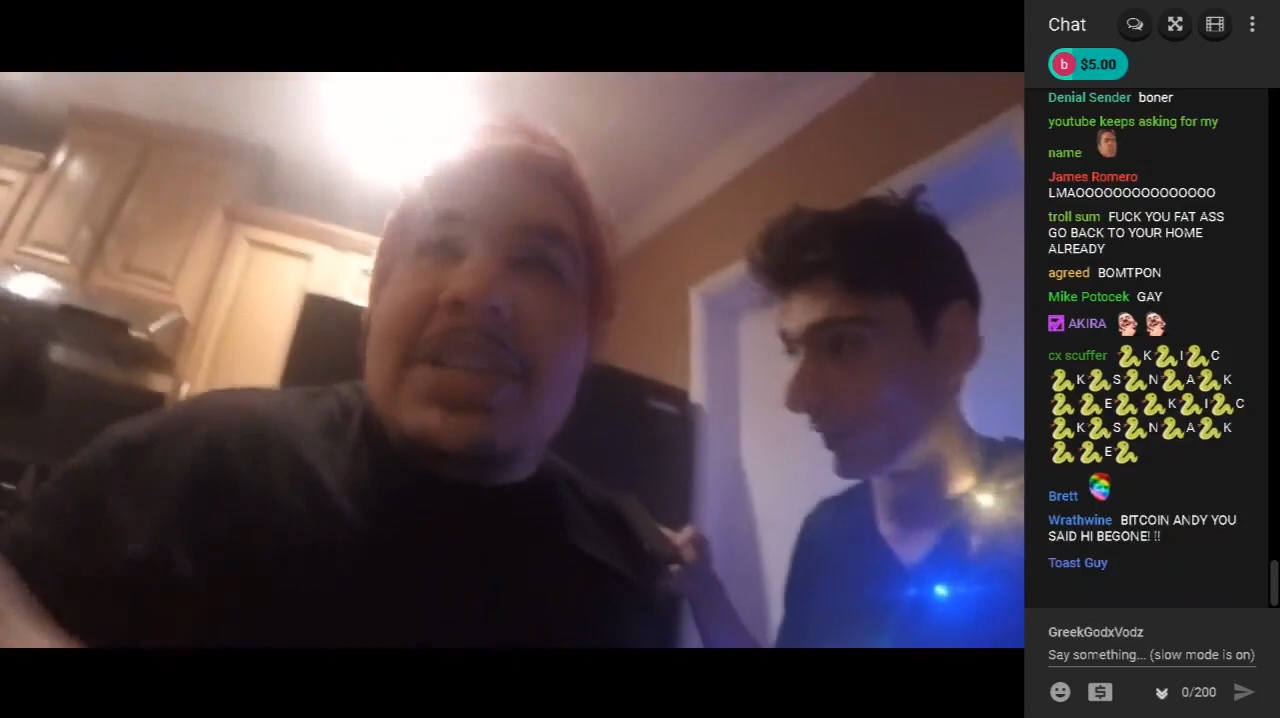 Chat
b $5.00
Denial Sender boner
youtube keeps asking for my
name
James Romero
LMAOOOOOOOOOOOOOOO
troll sum FUCK YOU FAT ASS
GO BACK TO YOUR HOME
ALREADY
agreed BOMTPON
Mike Potocek GAY
AKIRA
cx scuffer 🐍K🐍I🐍C
🐍K🐍S🐍N🐍A🐍K
🐍🐍E🐍🐍K🐍I🐍C
🐍K🐍S🐍N🐍A🐍K
🐍🐍E🐍
Brett
Wrathwine BITCOIN ANDY YOU
SAID HI BEGONE! !!
Toast Guy
GreekGodxVodz
Say something... (slow mode is on)
0/200